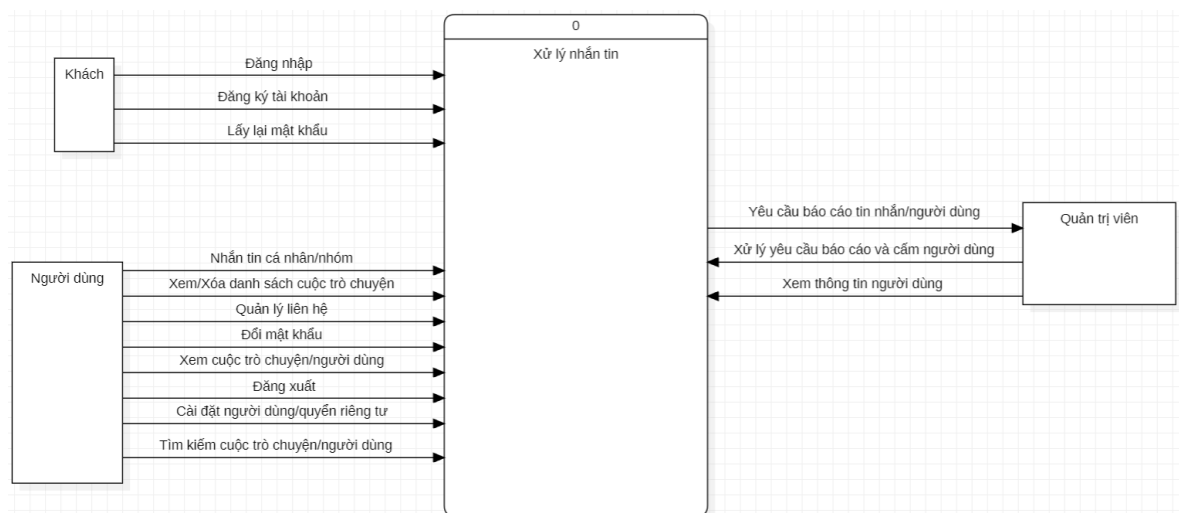 0
Xử lý nhắn tin
Khách
Đăng nhập
Đăng ký tài khoản
Lấy lại mật khẩu
Người dùng
Nhắn tin cá nhân/nhóm
Xem/Xóa danh sách cuộc trò chuyện
Quản lý liên hệ
Đổi mật khẩu
Xem cuộc trò chuyện/người dùng
Đăng xuất
Cài đặt người dùng/quyển riêng tư
Tìm kiếm cuộc trò chuyện/người dùng
Yêu cầu báo cáo tin nhắn/người dùng
Xử lý yêu cầu báo cáo và cấm người dùng
Xem thông tin người dùng
Quản trị viên